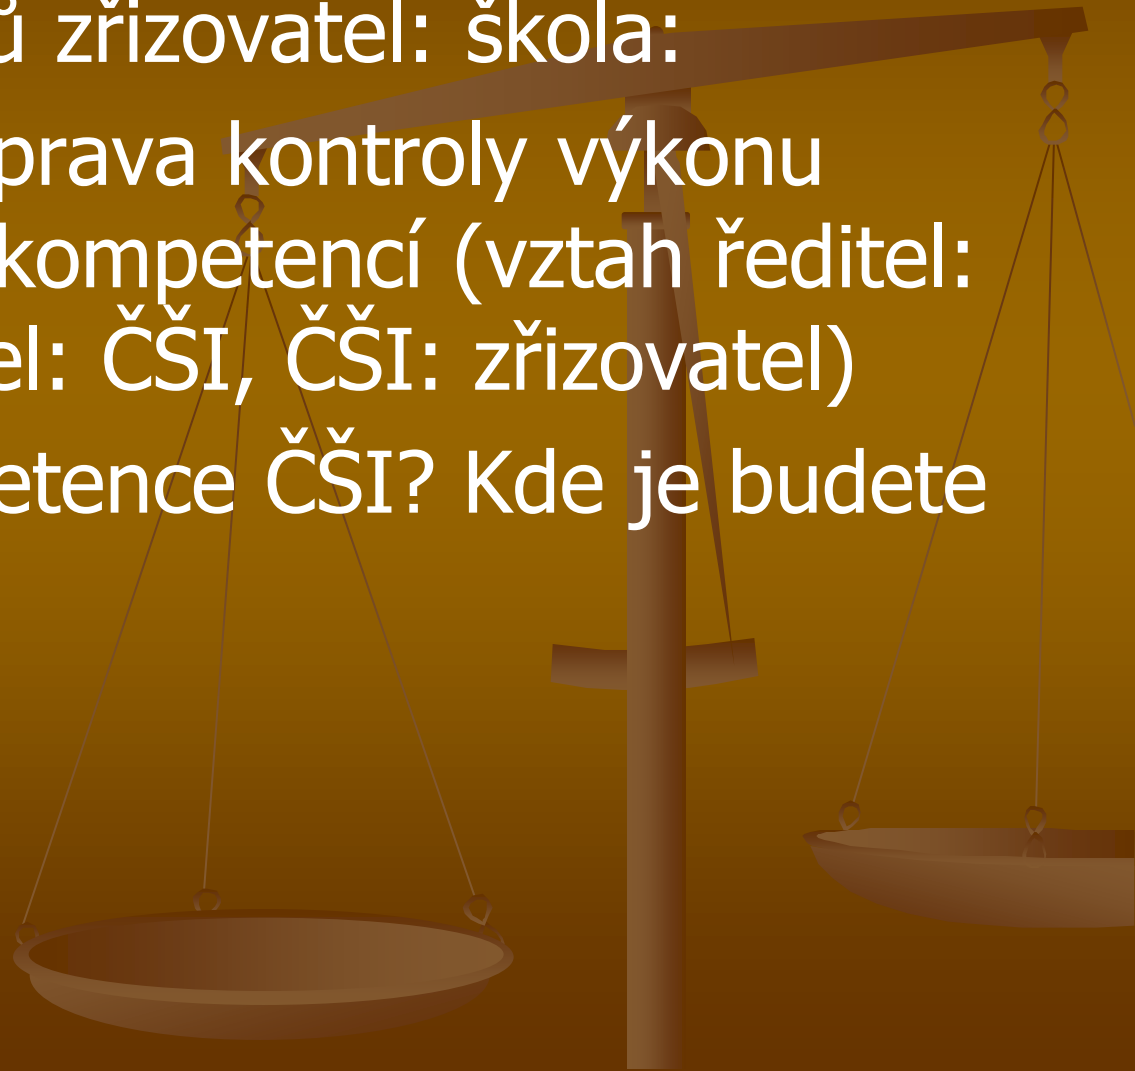 ů zřizovatel: škola:
prava kontroly výkonu
kompetencí (vztah ředitel:
el: ČŠI, ČŠI: zřizovatel)
etence ČŠI? Kde je budete